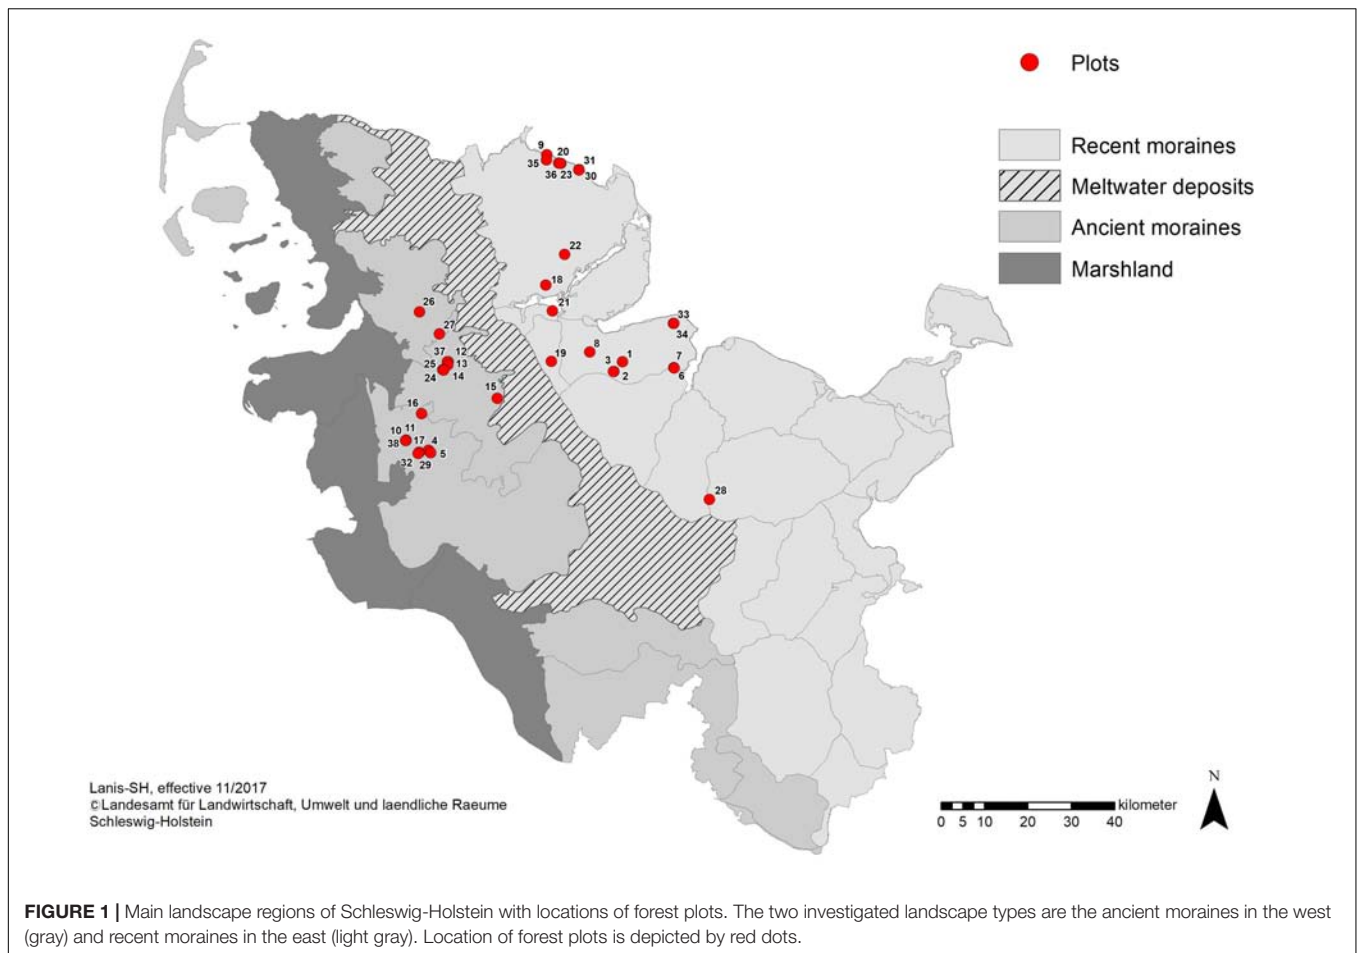 Plots
Recent moraines
Meltwater deposits
Ancient moraines
Marshland
9
20
31
35
36 23
30
22
18
21
26
33
34
27
8
1
7
37
12
19
3
25
13
2
6
24
14
15
16
10 11
38
17 4
5
32 29
28
Lanis-SH, effective 11/2017
©Landesamt für Landwirtschaft, Umwelt und laendliche Raeume
Schleswig-Holstein
N
kilometer
0 5 10 20 30 40
FIGURE 1 | Main landscape regions of Schleswig-Holstein with locations of forest plots. The two investigated landscape types are the ancient moraines in the west
(gray) and recent moraines in the east (light gray). Location of forest plots is depicted by red dots.